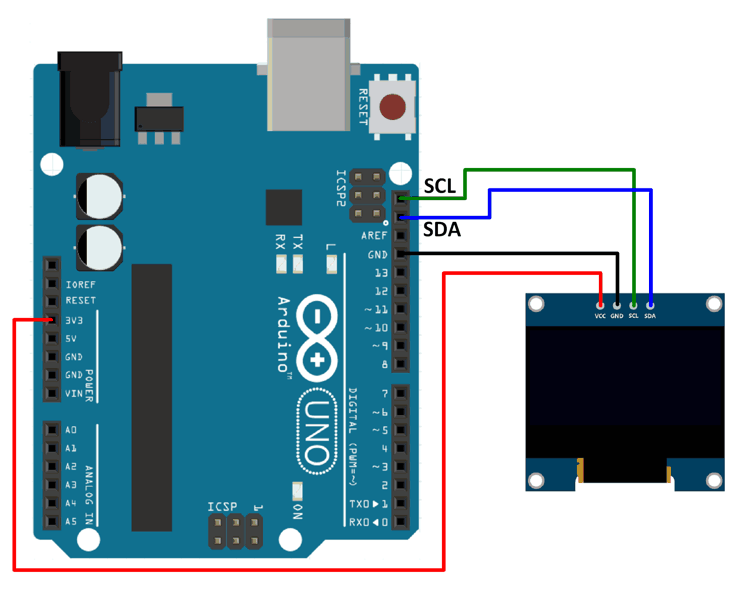 RESET
ICSP2
SCL
SDA
AREF
GND
13
12
~11
~10
~9
8
7
~6
~5
4
~3
2
TX0▶1
RX0◀0
RX
TX
L
IOREF
RESET
3V3
5V
GND
GND
VIN
POWER
A0
A1
A2
A3
A4
A5
ANALOG IN
Arduino™
UNO
DIGITAL (PWM=~)
ON
ICSP
1
VCC GND SCL SDA